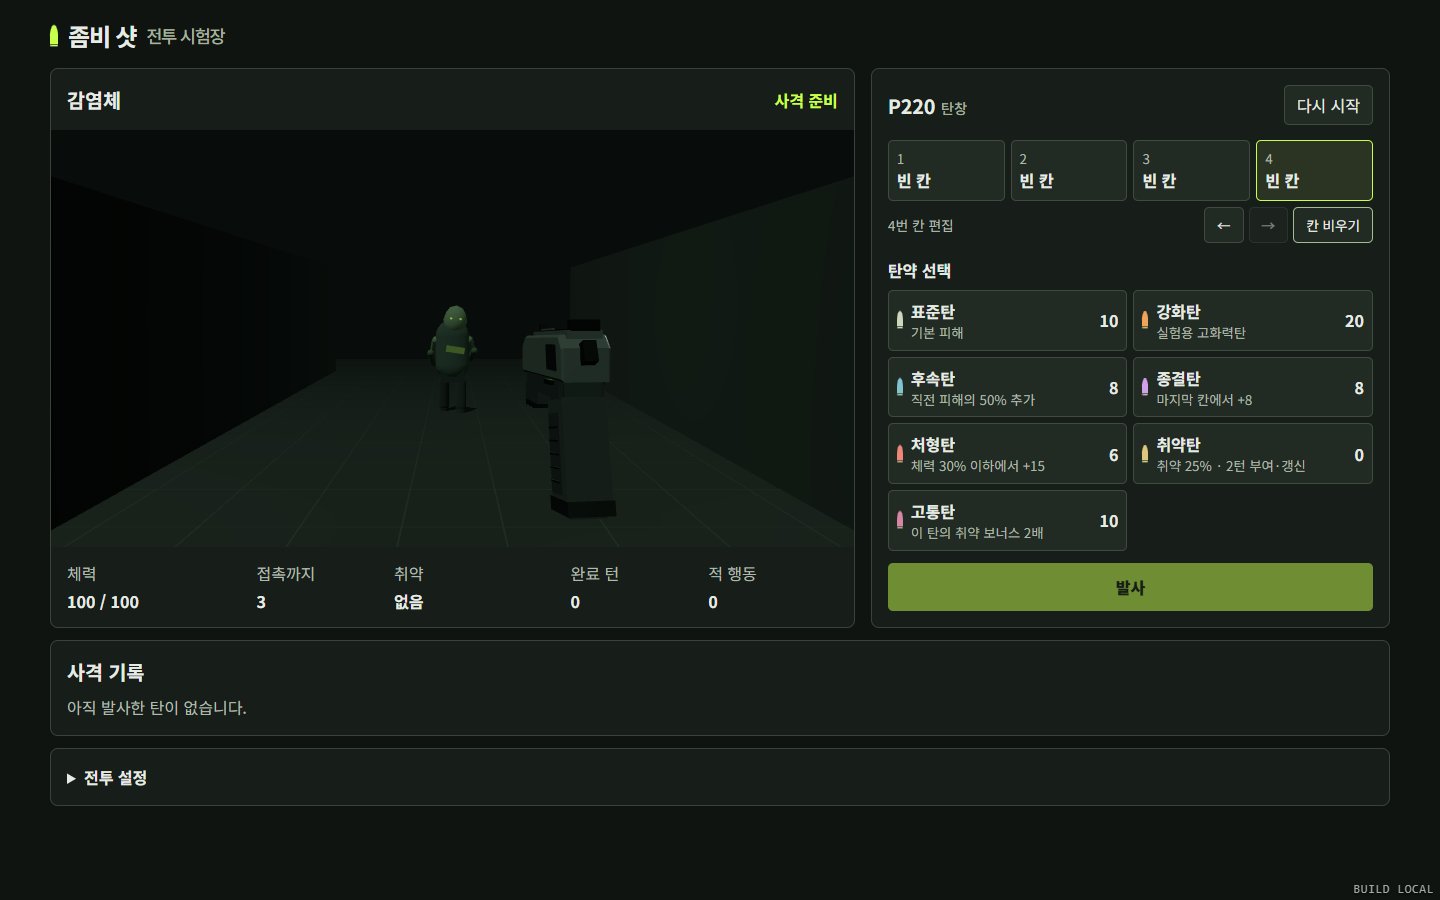 좀비 샷 전투 시험장
감염체
사격 준비
체력
100 / 100
접촉까지
3
취약
없음
완료 턴
0
적 행동
0
P220 탄창
다시 시작
1
빈 칸
2
빈 칸
3
빈 칸
4
빈 칸
4번 칸 편집
←
→
칸 비우기
탄약 선택
표준탄
기본 피해
10
강화탄
실험용 고화력탄
20
후속탄
직전 피해의 50% 추가
8
종결탄
마지막 칸에서 +8
8
처형탄
체력 30% 이하에서 +15
6
취약탄
취약 25% · 2턴 부여·갱신
0
고통탄
이 탄의 취약 보너스 2배
10
발사
사격 기록
아직 발사한 탄이 없습니다.
▶ 전투 설정
BUILD LOCAL